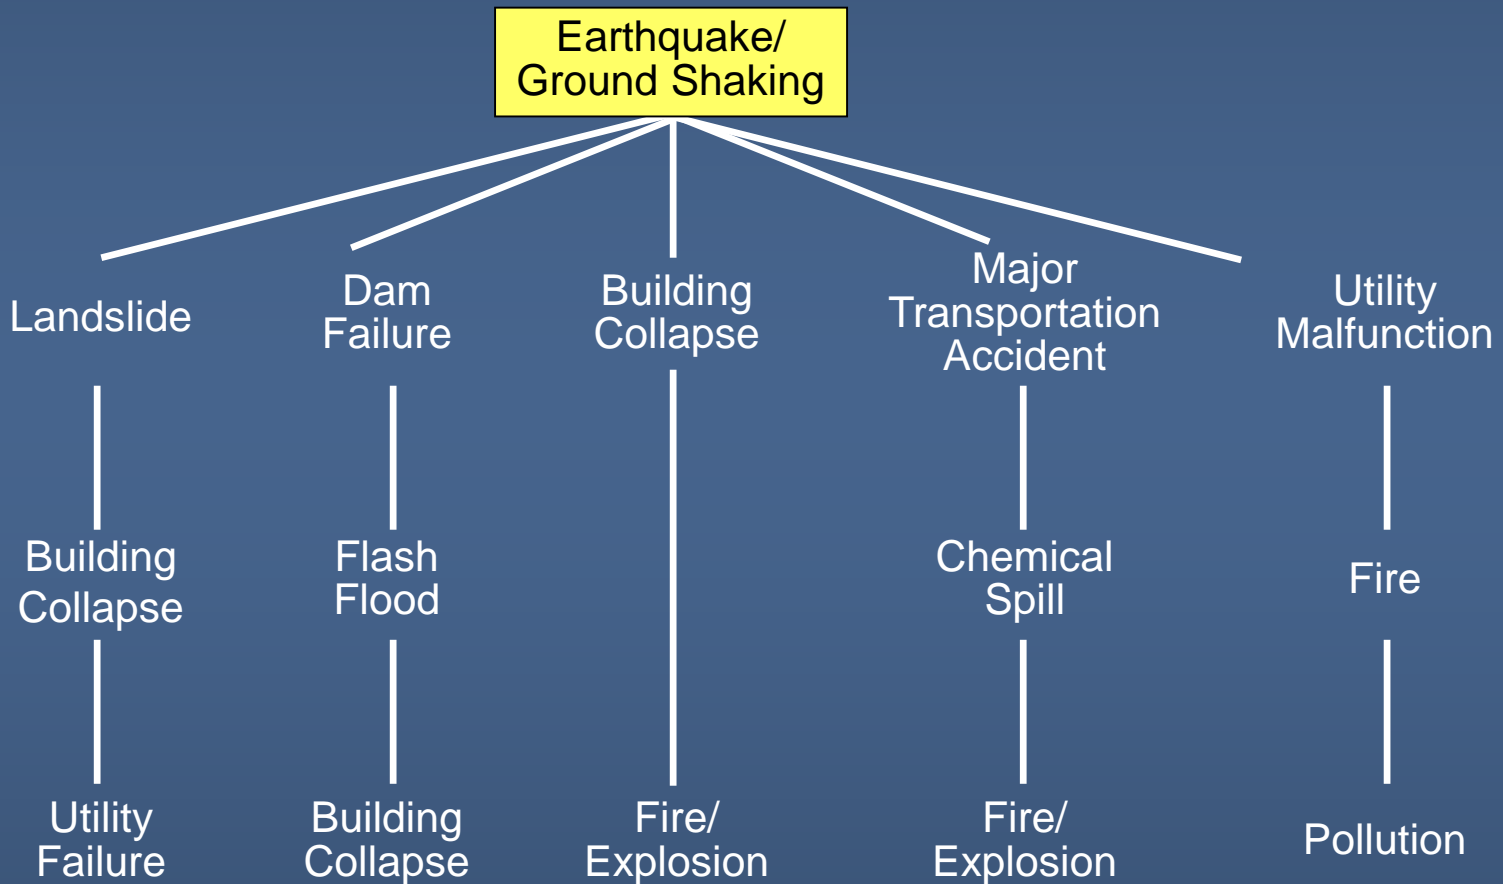 Earthquake/
Ground Shaking
Landslide
Dam
Failure
Building
Collapse
Major
Transportation
Accident
Utility
Malfunction
Building
Collapse
Flash
Flood
Chemical
Spill
Fire
Utility
Failure
Building
Collapse
Fire/
Explosion
Fire/
Explosion
Pollution